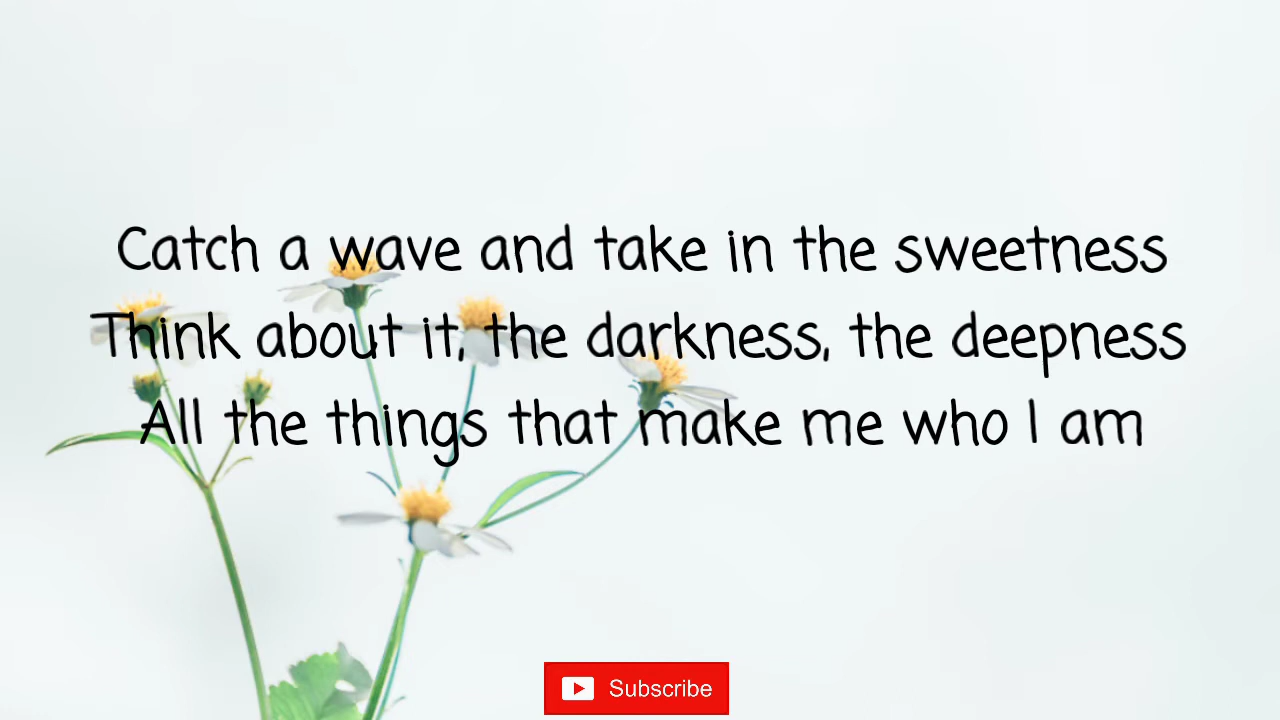 Catch a wave and take in the sweetness
Think about it, the darkness, the deepness
All the things that make me who I am
Subscribe